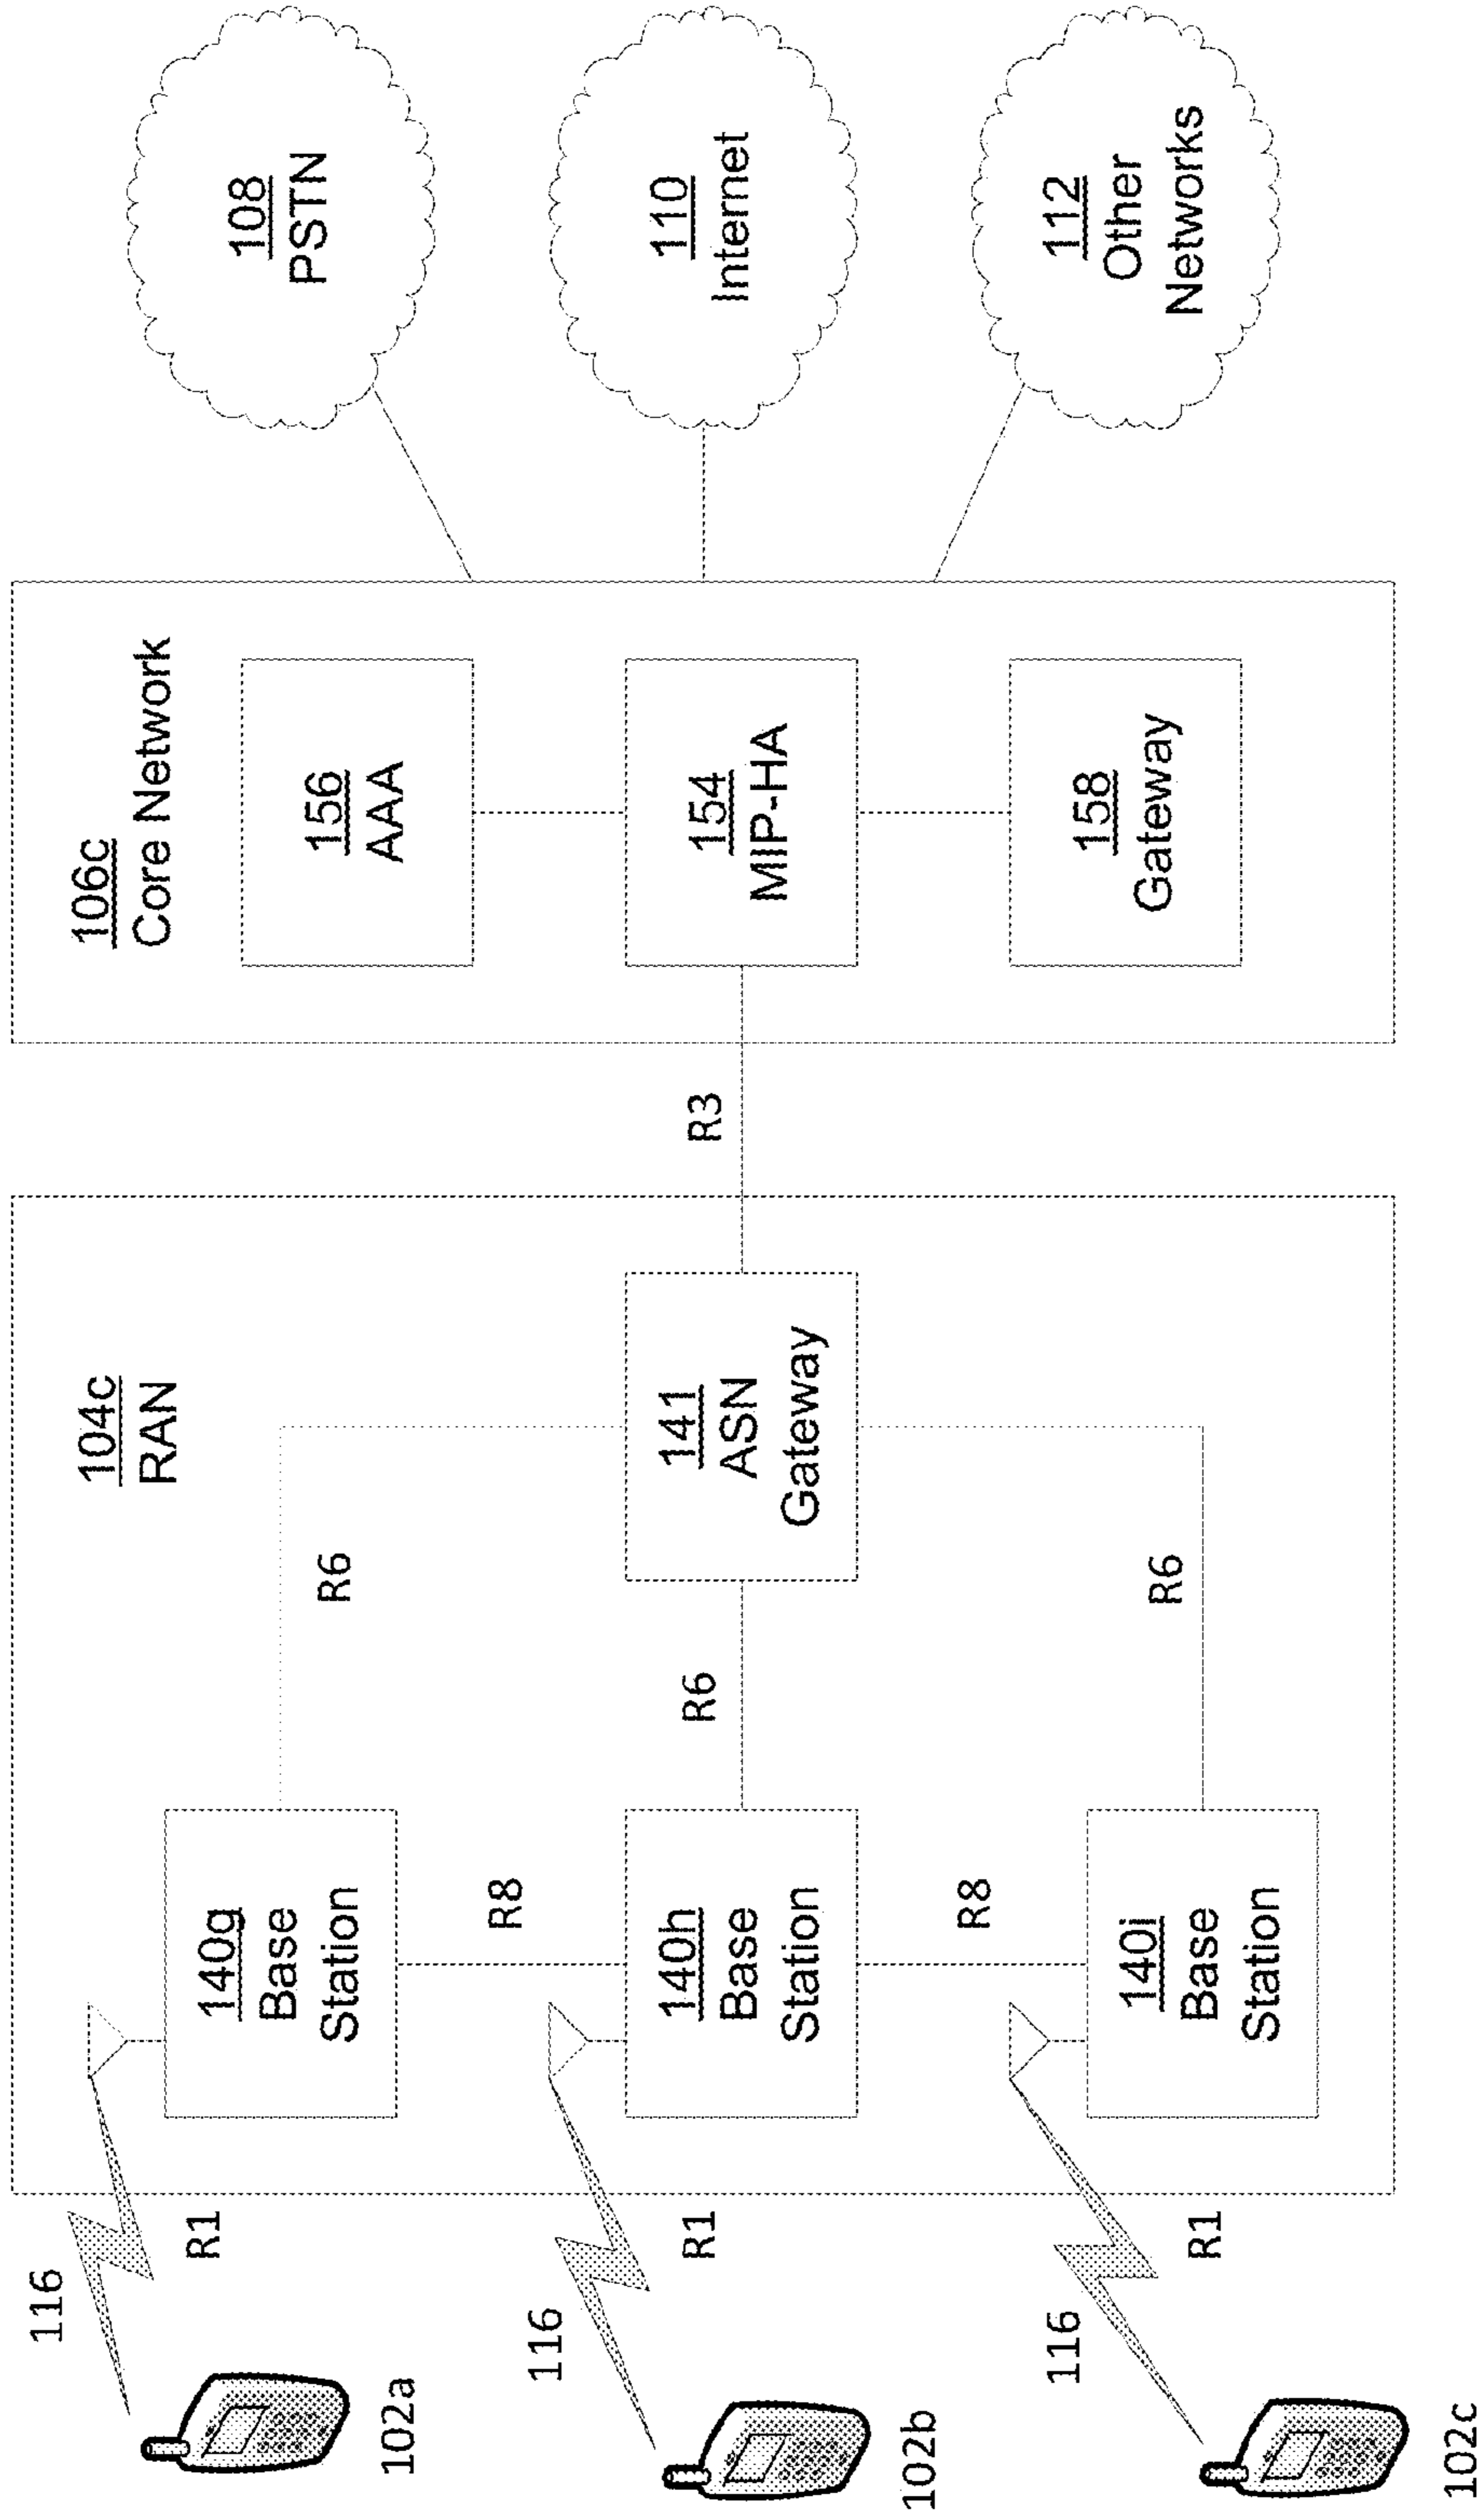 116
102a
R1
104c
RAN
140g
Base
Station
R6
R8
116
102b
R1
140h
Base
Station
R6
141
ASN
Gateway
R8
116
102c
R1
140i
Base
Station
R6
R3
106c
Core Network
156
AAA
154
MIP-HA
158
Gateway
108
PSTN
110
Internet
112
Other
Networks